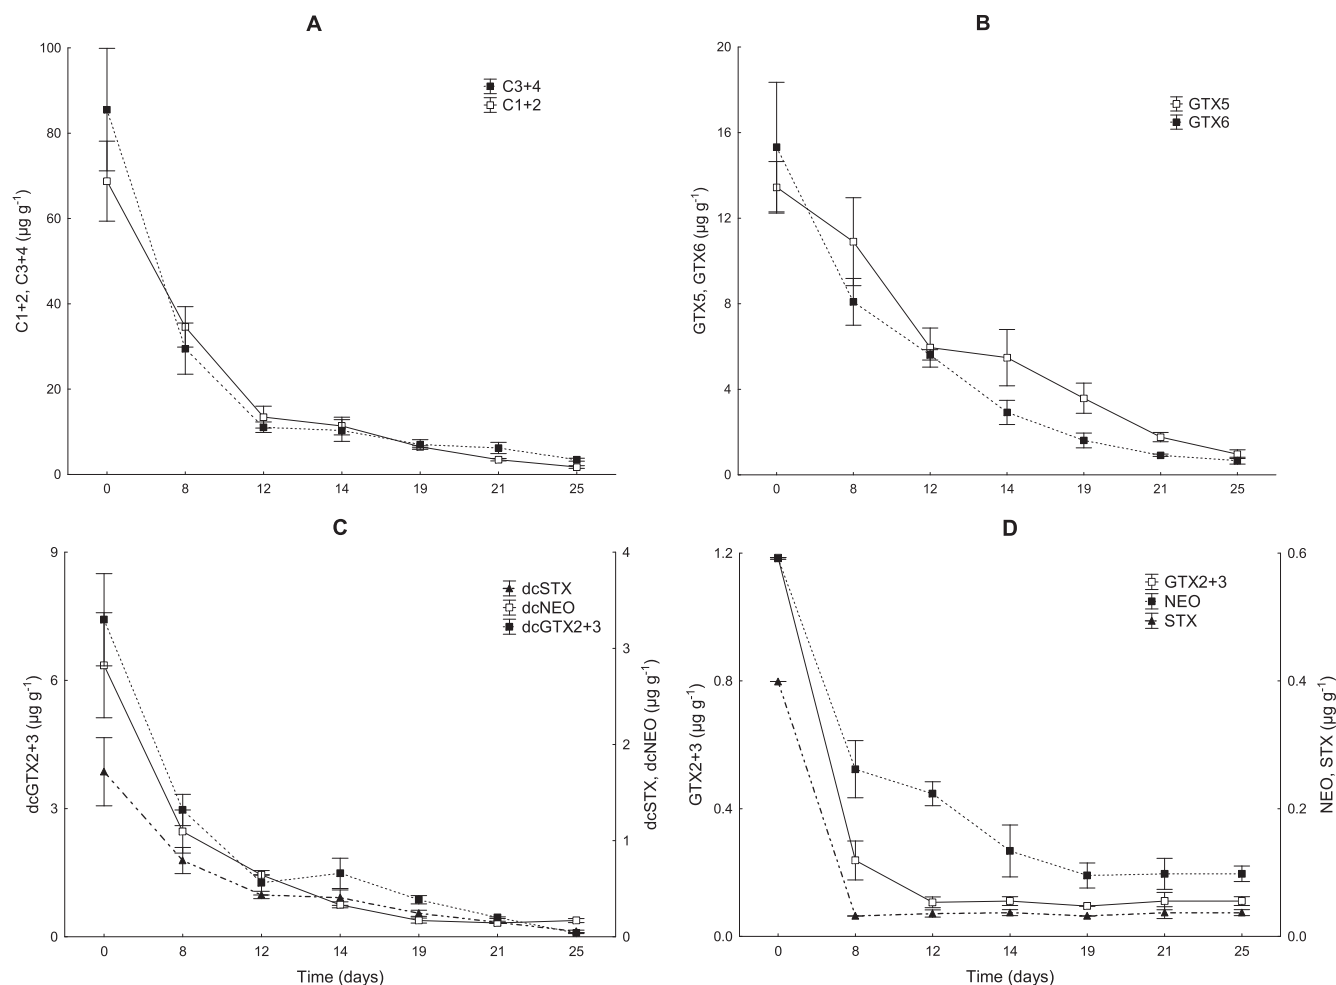 A
C1+2, C3+4 (µg g⁻¹)
100
80
60
40
20
0
C3+4
C1+2
0 8 12 14 19 21 25
B
GTX5, GTX6 (µg g⁻¹)
20
16
12
8
4
0
GTX5
GTX6
0 8 12 14 19 21 25
C
dcGTX2+3 (µg g⁻¹)
9
6
3
0
dcSTX
dcNEO
dcGTX2+3
4
3
2
1
0
dcSTX, dcNEO (µg g⁻¹)
0 8 12 14 19 21 25
Time (days)
D
GTX2+3 (µg g⁻¹)
1.2
0.8
0.4
0.0
GTX2+3
NEO
STX
0.6
0.4
0.2
0.0
NEO, STX (µg g⁻¹)
0 8 12 14 19 21 25
Time (days)